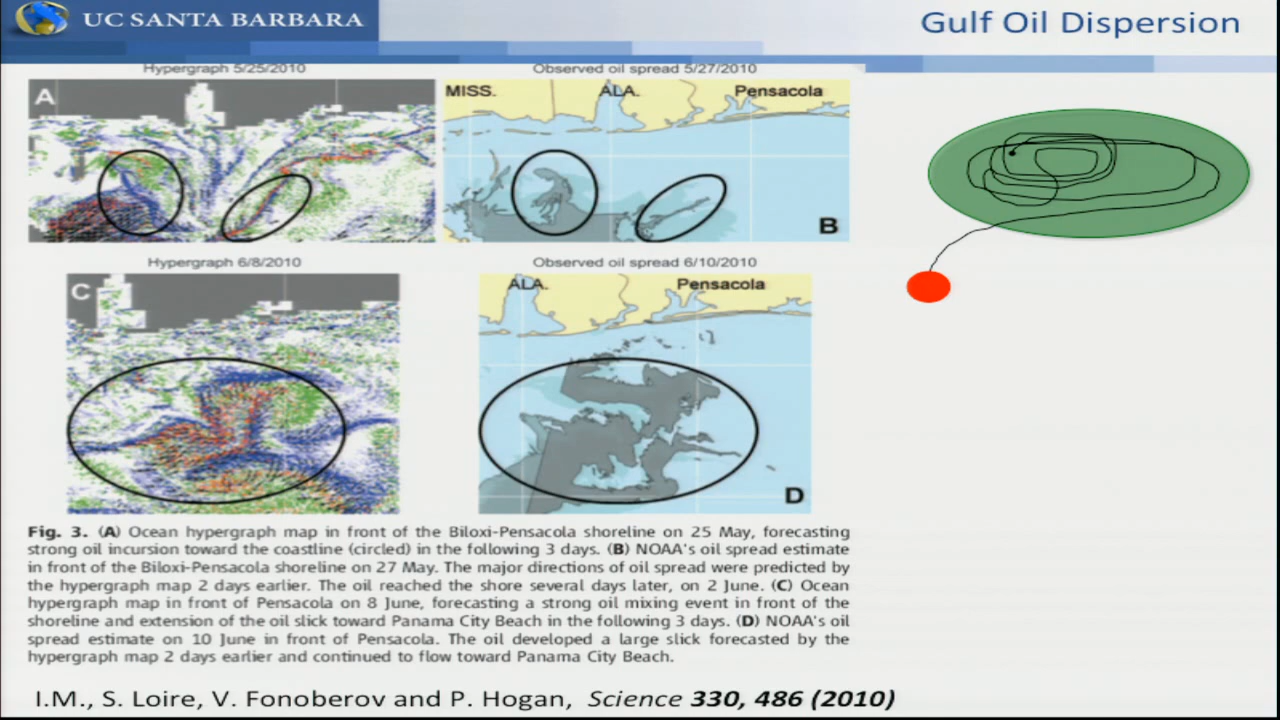 UC SANTA BARBARA
Gulf Oil Dispersion
Hypergraph 5/25/2010
Observed oil spread 5/27/2010
A
MISS.
ALA.
Pensacola
B
Hypergraph 6/8/2010
Observed oil spread 6/10/2010
C
ALA.
Pensacola
D
Fig. 3. (A) Ocean hypergraph map in front of the Biloxi-Pensacola shoreline on 25 May, forecasting
strong oil incursion toward the coastline (circled) in the following 3 days. (B) NOAA's oil spread estimate
in front of the Biloxi-Pensacola shoreline on 27 May. The major directions of oil spread were predicted by
the hypergraph map 2 days earlier. The oil reached the shore several days later, on 2 June. (C) Ocean
hypergraph map in front of Pensacola on 8 June, forecasting a strong oil mixing event in front of the
shoreline and extension of the oil slick toward Panama City Beach in the following 3 days. (D) NOAA's oil
spread estimate on 10 June in front of Pensacola. The oil developed a large slick forecasted by the
hypergraph map 2 days earlier and continued to flow toward Panama City Beach.
I.M., S. Loire, V. Fonoberov and P. Hogan, Science 330, 486 (2010)